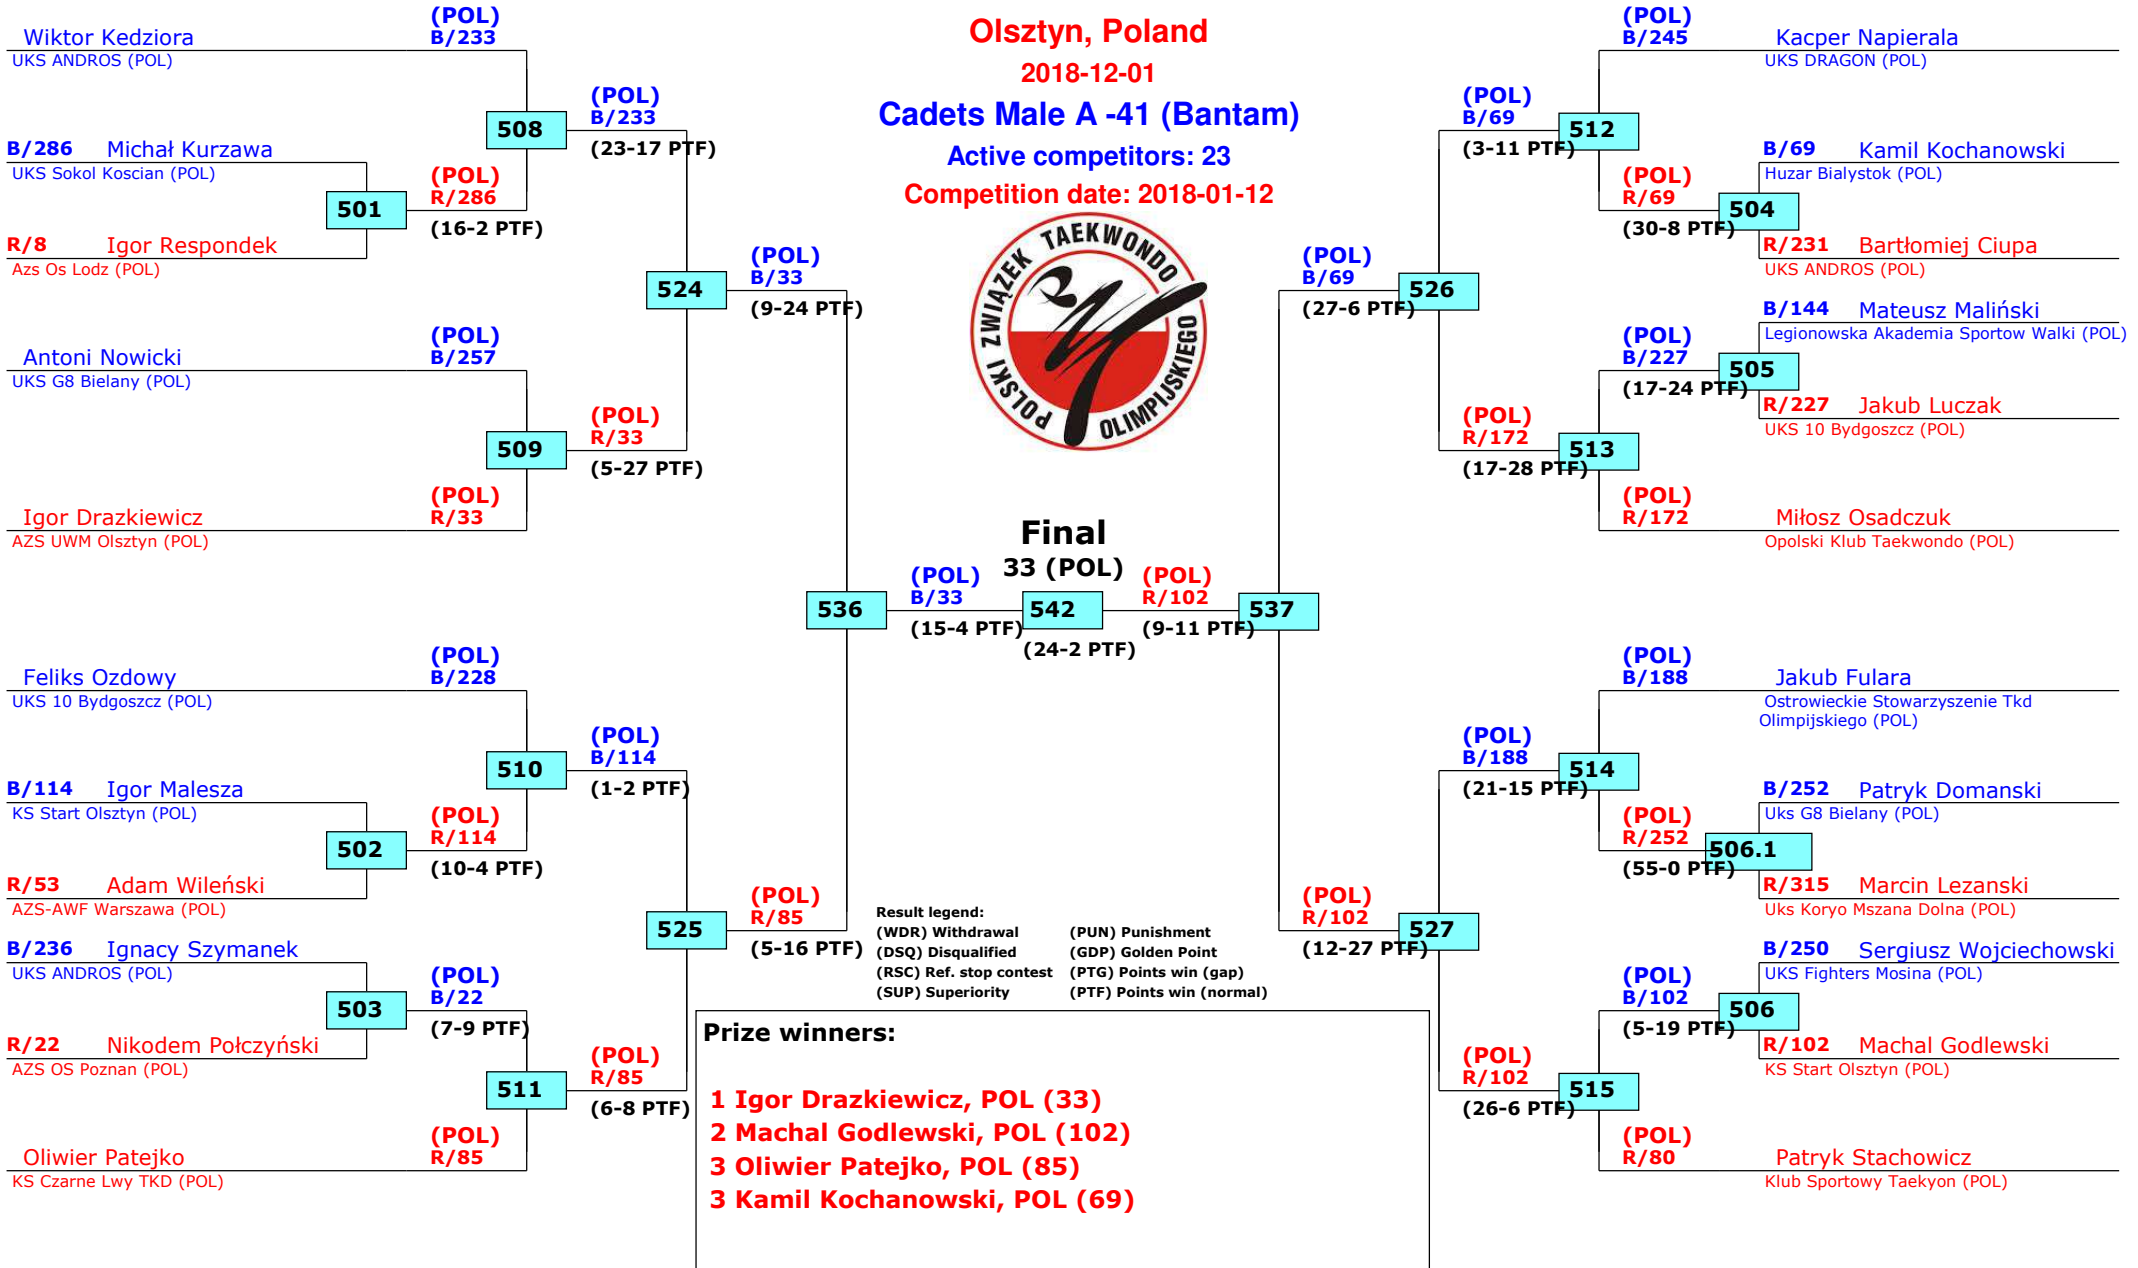 Olsztyn, Poland
2018-12-01
Cadets Male A -41 (Bantam)
Active competitors: 23
Competition date: 2018-01-12
POLSKI ZWIĄZEK TAEKWONDO OLIMPIJSKIEGO
(POL)
Wiktor Kedziora B/233
UKS ANDROS (POL)
508
(POL)
B/233
(23-17 PTF)
B/286 Michał Kurzawa
UKS Sokol Koscian (POL)
501
(POL)
R/286
(16-2 PTF)
R/8 Igor Respondek
Azs Os Lodz (POL)
524
(POL)
B/33
(9-24 PTF)
(POL)
Antoni Nowicki B/257
UKS G8 Bielany (POL)
509
(POL)
R/33
(5-27 PTF)
(POL)
Igor Drazkiewicz R/33
AZS UWM Olsztyn (POL)
536
(POL)
B/33
(15-4 PTF)
(POL)
Feliks Ozdowy B/228
UKS 10 Bydgoszcz (POL)
510
(POL)
B/114
(1-2 PTF)
B/114 Igor Malesza
KS Start Olsztyn (POL)
502
(POL)
R/114
(10-4 PTF)
R/53 Adam Wileński
AZS-AWF Warszawa (POL)
525
(POL)
R/85
(5-16 PTF)
B/236 Ignacy Szymanek
UKS ANDROS (POL)
503
(POL)
B/22
(7-9 PTF)
R/22 Nikodem Połczyński
AZS OS Poznan (POL)
511
(POL)
R/85
(6-8 PTF)
(POL)
Oliwier Patejko R/85
KS Czarne Lwy TKD (POL)
Final
33 (POL)
542
(24-2 PTF)
(POL)
R/102
(9-11 PTF)
537
(POL)
B/245 Kacper Napierala
UKS DRAGON (POL)
(POL)
B/69
(3-11 PTF)
512
B/69 Kamil Kochanowski
Huzar Bialystok (POL)
(POL)
R/69
(30-8 PTF)
504
R/231 Bartłomiej Ciupa
UKS ANDROS (POL)
(POL)
B/69
(27-6 PTF)
526
B/144 Mateusz Maliński
Legionowska Akademia Sportow Walki (POL)
(POL)
B/227
(17-24 PTF)
505
R/227 Jakub Luczak
UKS 10 Bydgoszcz (POL)
(POL)
R/172
(17-28 PTF)
513
(POL)
R/172 Miłosz Osadczuk
Opolski Klub Taekwondo (POL)
(POL)
B/188 Jakub Fulara
Ostrowieckie Stowarzyszenie Tkd
Olimpijskiego (POL)
(POL)
B/188
(21-15 PTF)
514
B/252 Patryk Domanski
Uks G8 Bielany (POL)
(POL)
R/252
(55-0 PTF)
506.1
R/315 Marcin Lezanski
Uks Koryo Mszana Dolna (POL)
(POL)
R/102
(12-27 PTF)
527
B/250 Sergiusz Wojciechowski
UKS Fighters Mosina (POL)
(POL)
B/102
(5-19 PTF)
506
R/102 Machal Godlewski
KS Start Olsztyn (POL)
(POL)
R/102
(26-6 PTF)
515
(POL)
R/80 Patryk Stachowicz
Klub Sportowy Taekyon (POL)
Result legend:
(WDR) Withdrawal (PUN) Punishment
(DSQ) Disqualified (GDP) Golden Point
(RSC) Ref. stop contest (PTG) Points win (gap)
(SUP) Superiority (PTF) Points win (normal)
Prize winners:
1 Igor Drazkiewicz, POL (33)
2 Machal Godlewski, POL (102)
3 Oliwier Patejko, POL (85)
3 Kamil Kochanowski, POL (69)